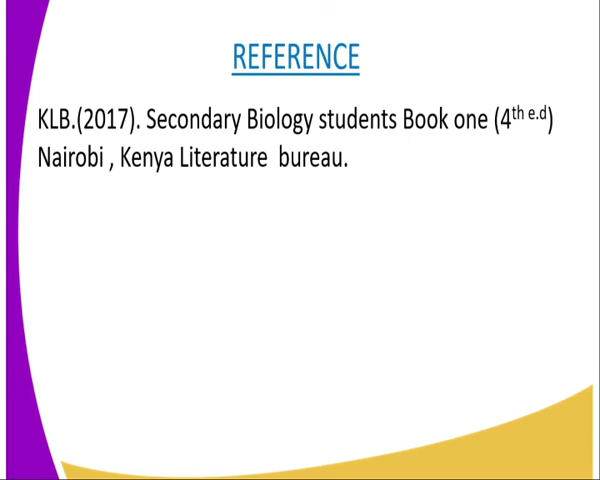 REFERENCE
KLB.(2017). Secondary Biology students Book one (4th e.d)
Nairobi , Kenya Literature  bureau.